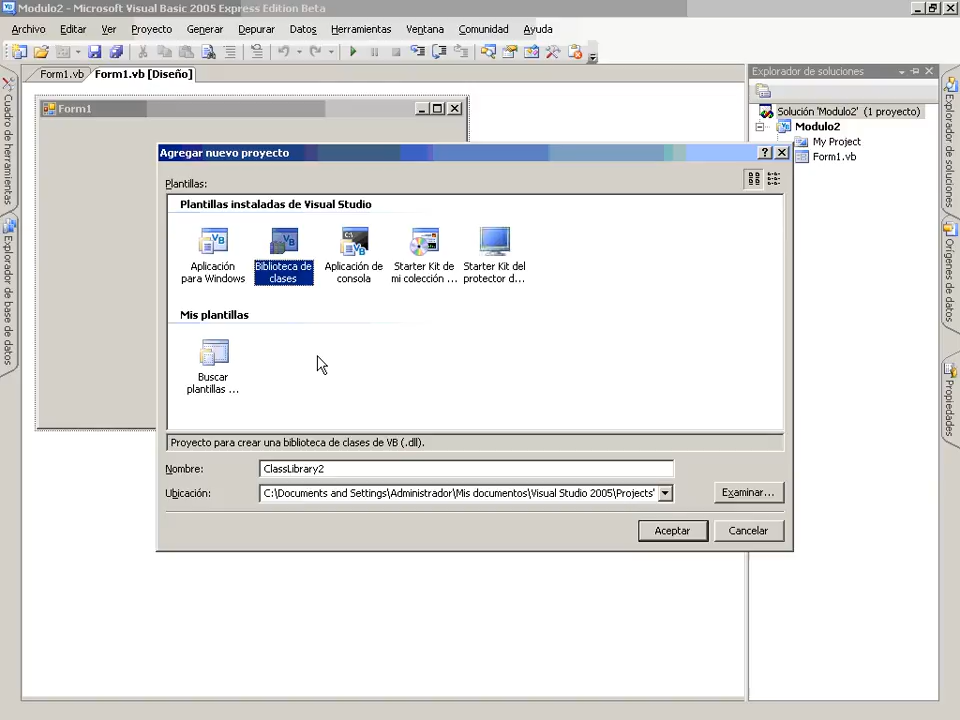 Modulo2 - Microsoft Visual Basic 2005 Express Edition Beta
Archivo Editar Ver Proyecto Generar Depurar Datos Herramientas Ventana Comunidad Ayuda
Form1.vb Form1.vb [Diseño]
Cuadro de herramientas
Explorador de base de datos
Form1
Agregar nuevo proyecto
Plantillas:
Plantillas instaladas de Visual Studio
Aplicación para Windows
Biblioteca de clases
Aplicación de consola
Starter Kit de mi colección ...
Starter Kit del protector d...
Mis plantillas
Buscar plantillas ...
Proyecto para crear una biblioteca de clases de VB (.dll).
Nombre: ClassLibrary2
Ubicación: C:\Documents and Settings\Administrador\Mis documentos\Visual Studio 2005\Projects'
Examinar...
Aceptar Cancelar
Explorador de soluciones
Solución 'Modulo2' (1 proyecto)
Modulo2
My Project
Form1.vb
Explorador de soluciones
Orígenes de datos
Propiedades